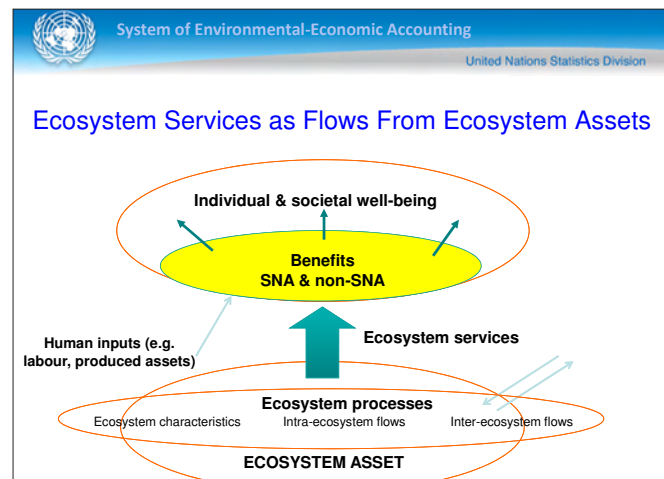 System of Environmental-Economic Accounting
United Nations Statistics Division
Ecosystem Services as Flows From Ecosystem Assets
Individual & societal well-being
Benefits
SNA & non-SNA
Human inputs (e.g.
labour, produced assets)
Ecosystem services
Ecosystem processes
Ecosystem characteristics
Intra-ecosystem flows
Inter-ecosystem flows
ECOSYSTEM ASSET